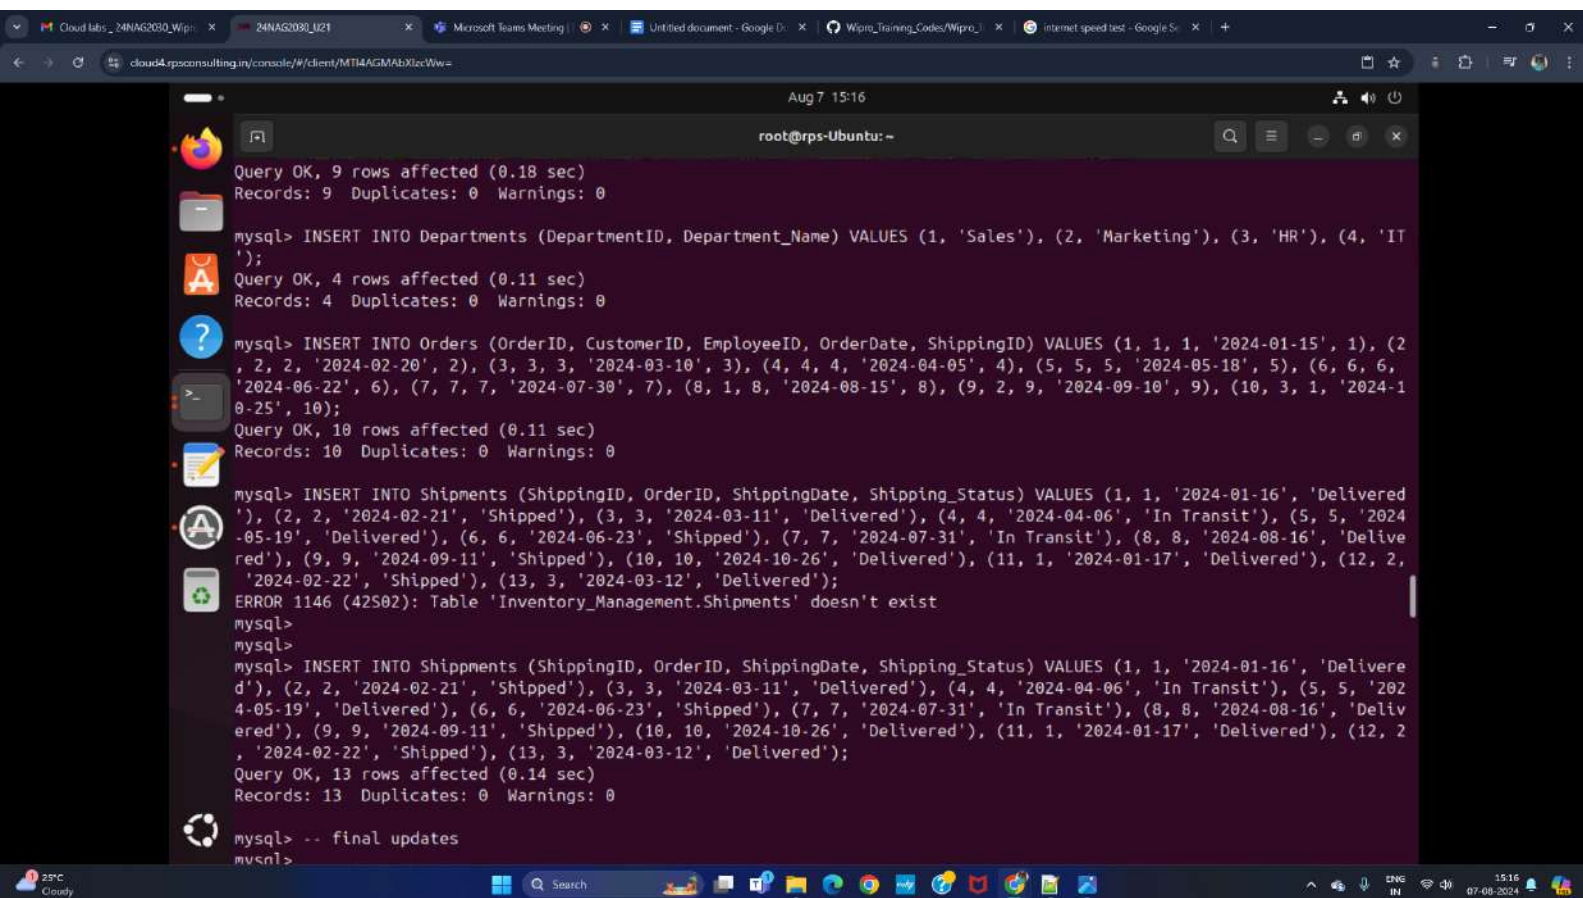 Cloud labs_ 24NAG2030_Wipro
24NAG2030_U21
Microsoft Teams Meeting |
Untitled document - Google D
Wipro_Training_Codes/Wipro_
internet speed test - Google Se
cloud4.rpsconsulting.in/console/#/client/MTI4AGMAbXlzcWw=
Aug 7 15:16
root@rps-Ubuntu: ~
Query OK, 9 rows affected (0.18 sec)
Records: 9  Duplicates: 0  Warnings: 0
mysql> INSERT INTO Departments (DepartmentID, Department_Name) VALUES (1, 'Sales'), (2, 'Marketing'), (3, 'HR'), (4, 'IT
');
Query OK, 4 rows affected (0.11 sec)
Records: 4  Duplicates: 0  Warnings: 0
mysql> INSERT INTO Orders (OrderID, CustomerID, EmployeeID, OrderDate, ShippingID) VALUES (1, 1, 1, '2024-01-15', 1), (2
, 2, 2, '2024-02-20', 2), (3, 3, 3, '2024-03-10', 3), (4, 4, 4, '2024-04-05', 4), (5, 5, 5, '2024-05-18', 5), (6, 6, 6,
'2024-06-22', 6), (7, 7, 7, '2024-07-30', 7), (8, 1, 8, '2024-08-15', 8), (9, 2, 9, '2024-09-10', 9), (10, 3, 1, '2024-1
0-25', 10);
Query OK, 10 rows affected (0.11 sec)
Records: 10  Duplicates: 0  Warnings: 0
mysql> INSERT INTO Shipments (ShippingID, OrderID, ShippingDate, Shipping_Status) VALUES (1, 1, '2024-01-16', 'Delivered
'), (2, 2, '2024-02-21', 'Shipped'), (3, 3, '2024-03-11', 'Delivered'), (4, 4, '2024-04-06', 'In Transit'), (5, 5, '2024
-05-19', 'Delivered'), (6, 6, '2024-06-23', 'Shipped'), (7, 7, '2024-07-31', 'In Transit'), (8, 8, '2024-08-16', 'Delive
red'), (9, 9, '2024-09-11', 'Shipped'), (10, 10, '2024-10-26', 'Delivered'), (11, 1, '2024-01-17', 'Delivered'), (12, 2,
'2024-02-22', 'Shipped'), (13, 3, '2024-03-12', 'Delivered');
ERROR 1146 (42S02): Table 'Inventory_Management.Shipments' doesn't exist
mysql>
mysql>
mysql> INSERT INTO Shippments (ShippingID, OrderID, ShippingDate, Shipping_Status) VALUES (1, 1, '2024-01-16', 'Delivere
d'), (2, 2, '2024-02-21', 'Shipped'), (3, 3, '2024-03-11', 'Delivered'), (4, 4, '2024-04-06', 'In Transit'), (5, 5, '202
4-05-19', 'Delivered'), (6, 6, '2024-06-23', 'Shipped'), (7, 7, '2024-07-31', 'In Transit'), (8, 8, '2024-08-16', 'Deliv
ered'), (9, 9, '2024-09-11', 'Shipped'), (10, 10, '2024-10-26', 'Delivered'), (11, 1, '2024-01-17', 'Delivered'), (12, 2
, '2024-02-22', 'Shipped'), (13, 3, '2024-03-12', 'Delivered');
Query OK, 13 rows affected (0.14 sec)
Records: 13  Duplicates: 0  Warnings: 0
mysql> -- final updates
mysql>
25°C
Cloudy
Search
ENG
IN
15:16
07-08-2024